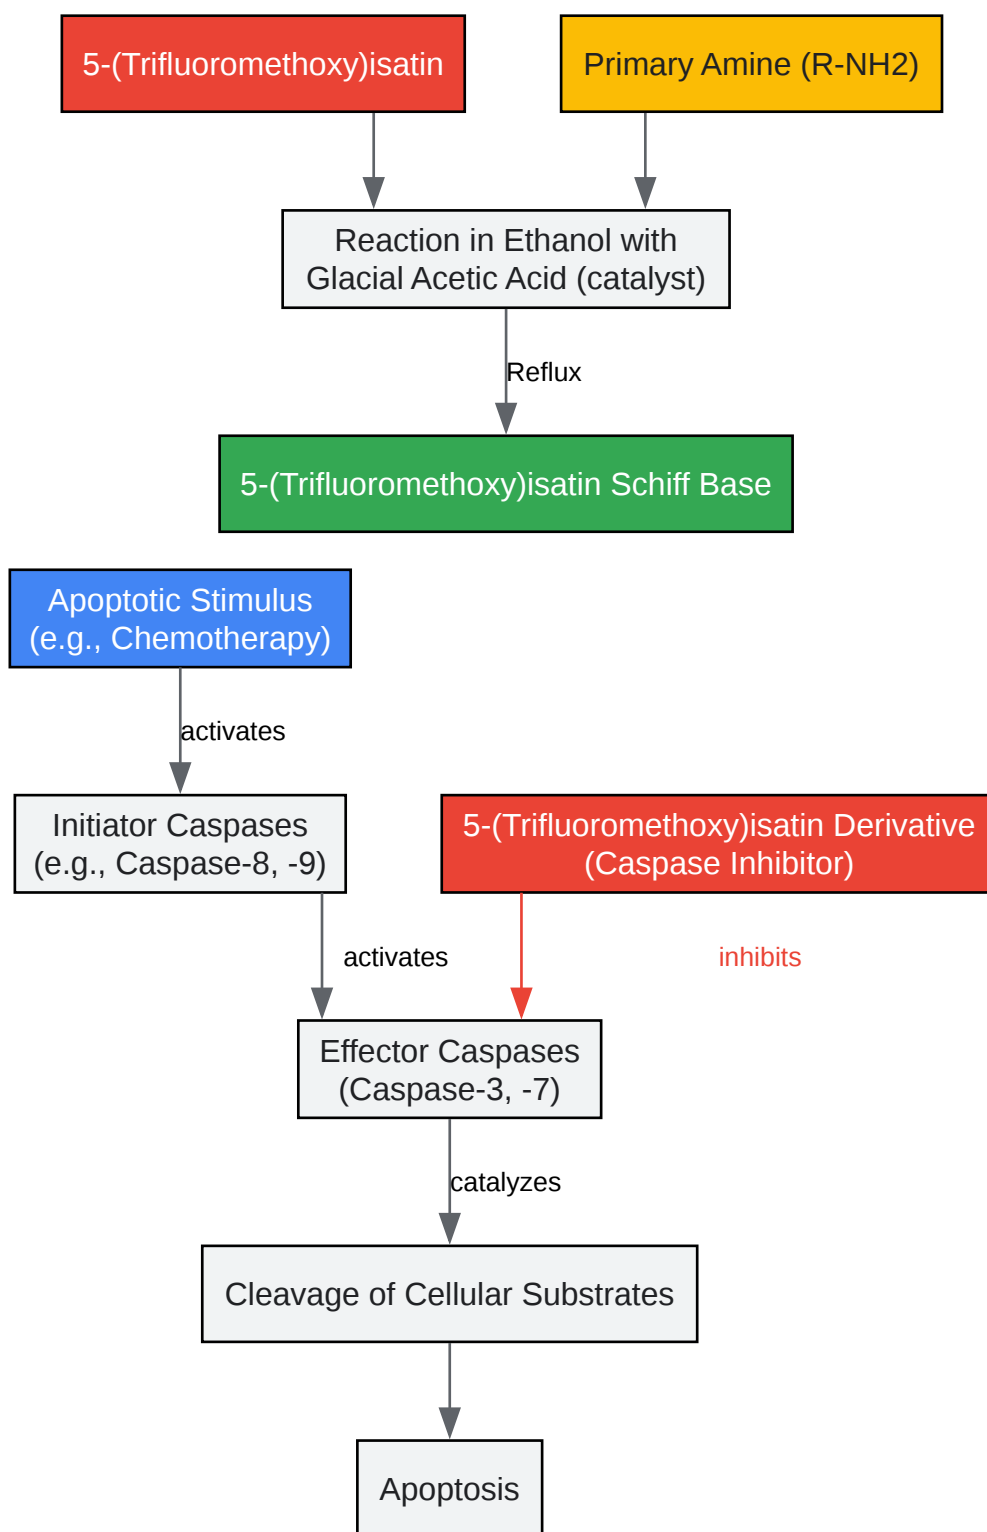 5-(Trifluoromethoxy)isatin
Primary Amine (R-NH2)
Reaction in Ethanol with
Glacial Acetic Acid (catalyst)
Reflux
5-(Trifluoromethoxy)isatin Schiff Base
Apoptotic Stimulus
(e.g., Chemotherapy)
activates
Initiator Caspases
(e.g., Caspase-8, -9)
5-(Trifluoromethoxy)isatin Derivative
(Caspase Inhibitor)
activates
inhibits
Effector Caspases
(Caspase-3, -7)
catalyzes
Cleavage of Cellular Substrates
Apoptosis